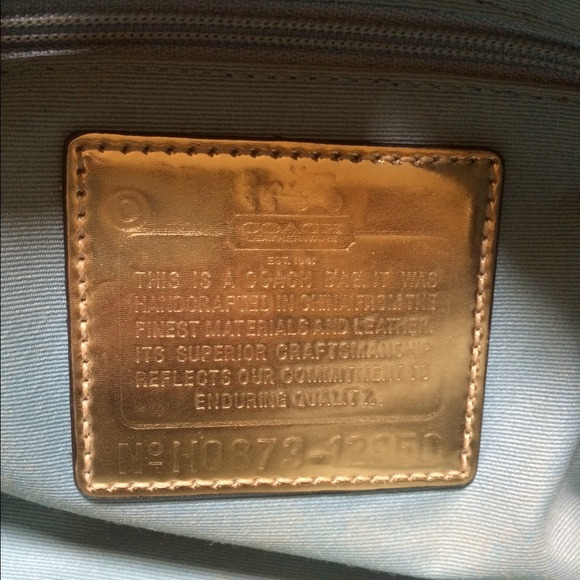 COACH
LEATHERWARE
EST. 1941
THIS IS A COACH BAG. IT WAS
HANDCRAFTED IN CHINA FROM THE
FINEST MATERIALS AND LEATHER.
ITS SUPERIOR CRAFTSMANSHIP
REFLECTS OUR COMMITMENT TO
ENDURING QUALITY.
No H0873-12950